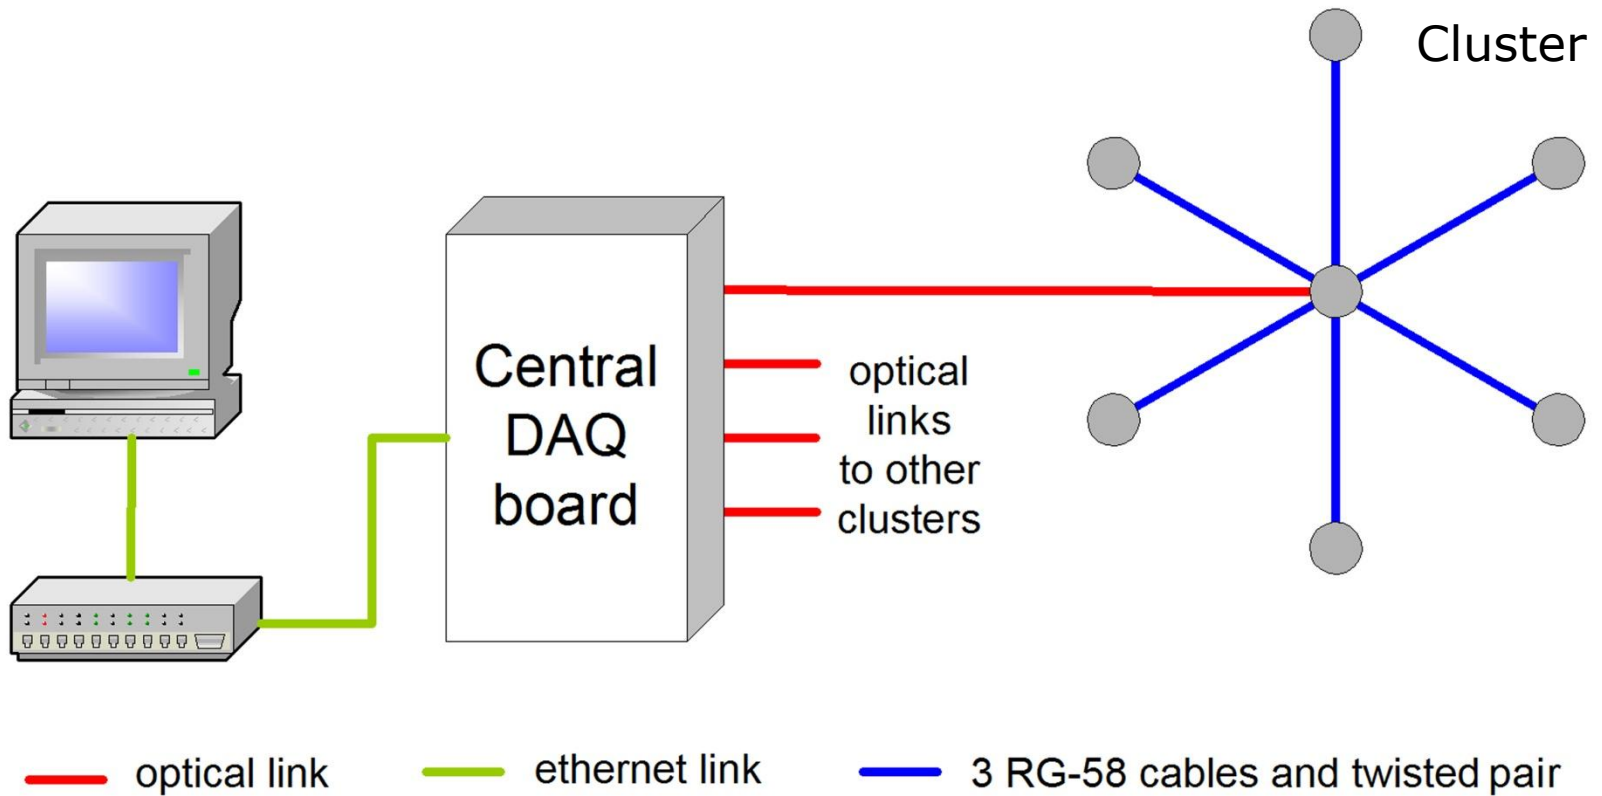 Cluster
Central
DAQ
board
optical
links
to other
clusters
optical link
ethernet link
3 RG-58 cables and twisted pair